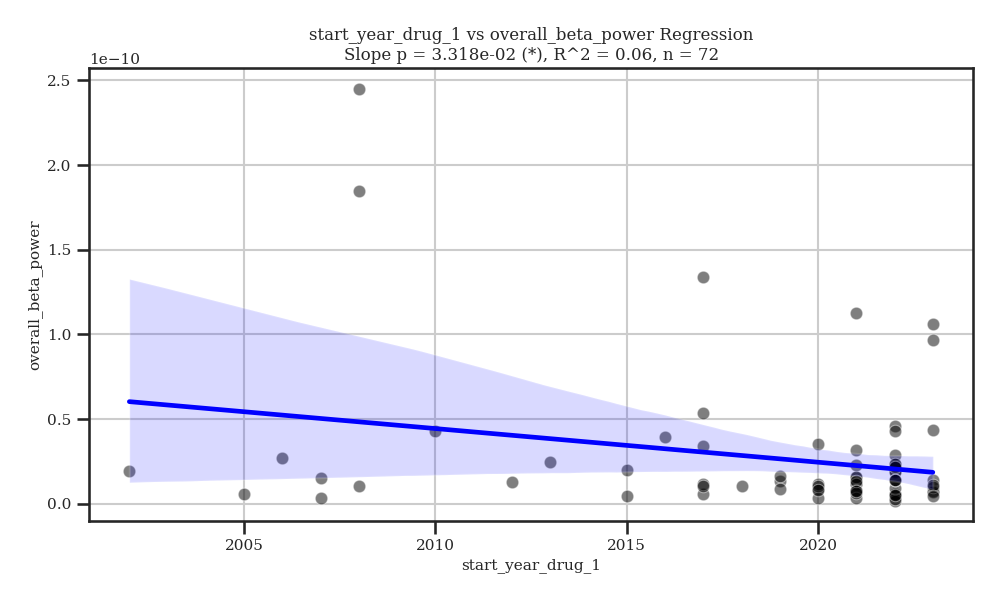 start_year_drug_1 vs overall_beta_power Regression
Slope p = 3.318e-02 (*), R^2 = 0.06, n = 72
1e−10
2.5
2.0
1.5
1.0
0.5
0.0
overall_beta_power
2005
2010
2015
2020
start_year_drug_1